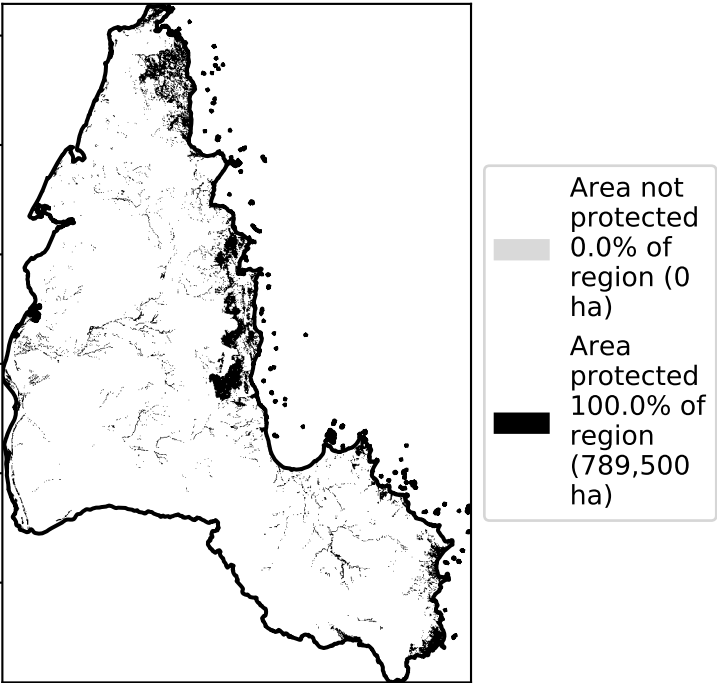 Area not
protected
0.0% of
region (0
ha)
Area
protected
100.0% of
region
(789,500
ha)